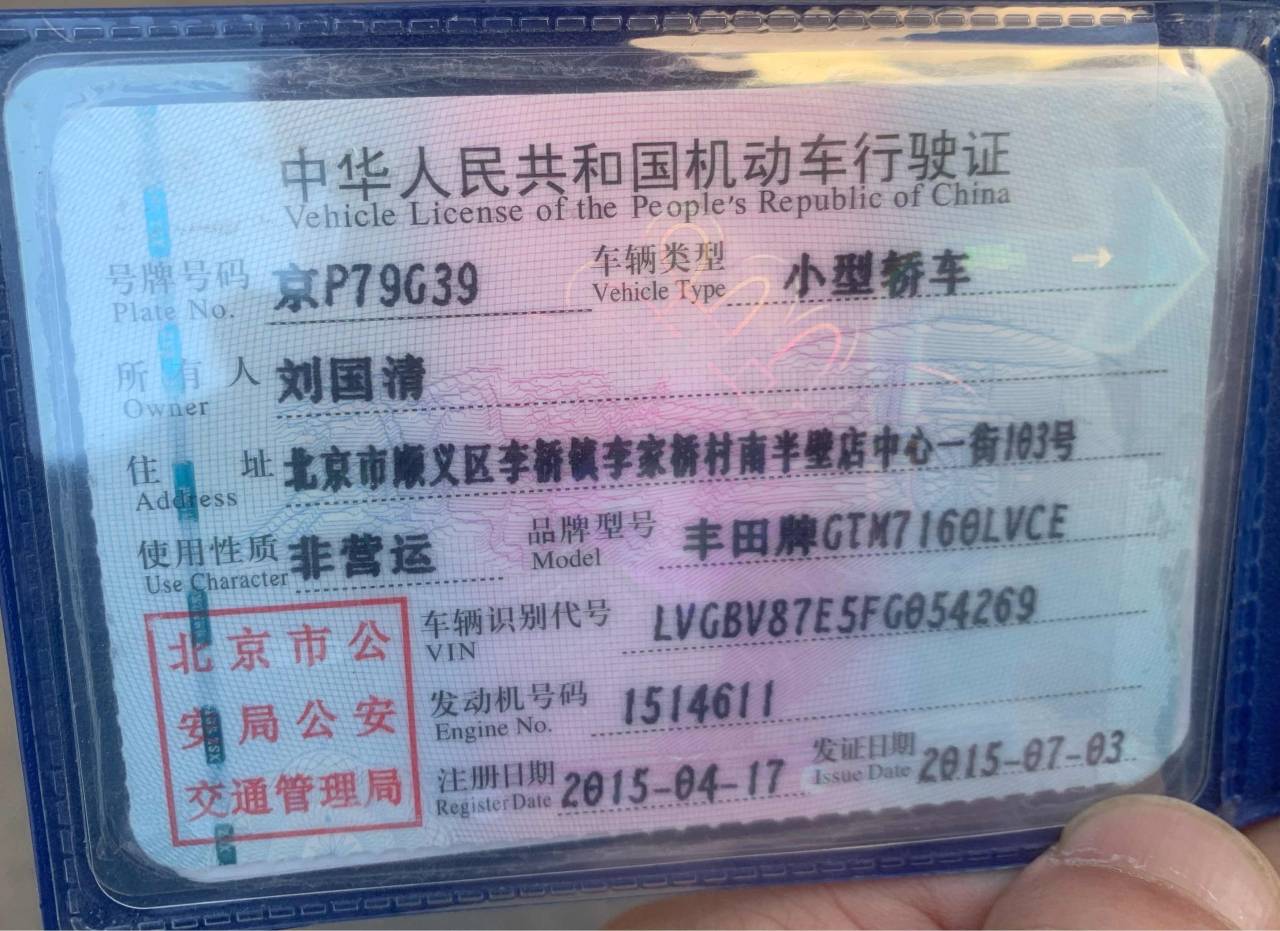 中华人民共和国机动车行驶证
Vehicle License of the People's Republic of China
号牌号码 京P79G39 车辆类型 小型轿车
Plate No. Vehicle Type
所有人 刘国清
Owner
住址 北京市顺义区李桥镇李家桥村南半壁店中心一街103号
Address
使用性质 非营运 品牌型号 丰田牌GTM7160LVCE
Use Character Model
车辆识别代号 LVGBV87E5FG054269
VIN
发动机号码 1514611
Engine No.
注册日期 2015-04-17 发证日期 2015-07-03
Register Date Issue Date
北京市公
安局公安
交通管理局